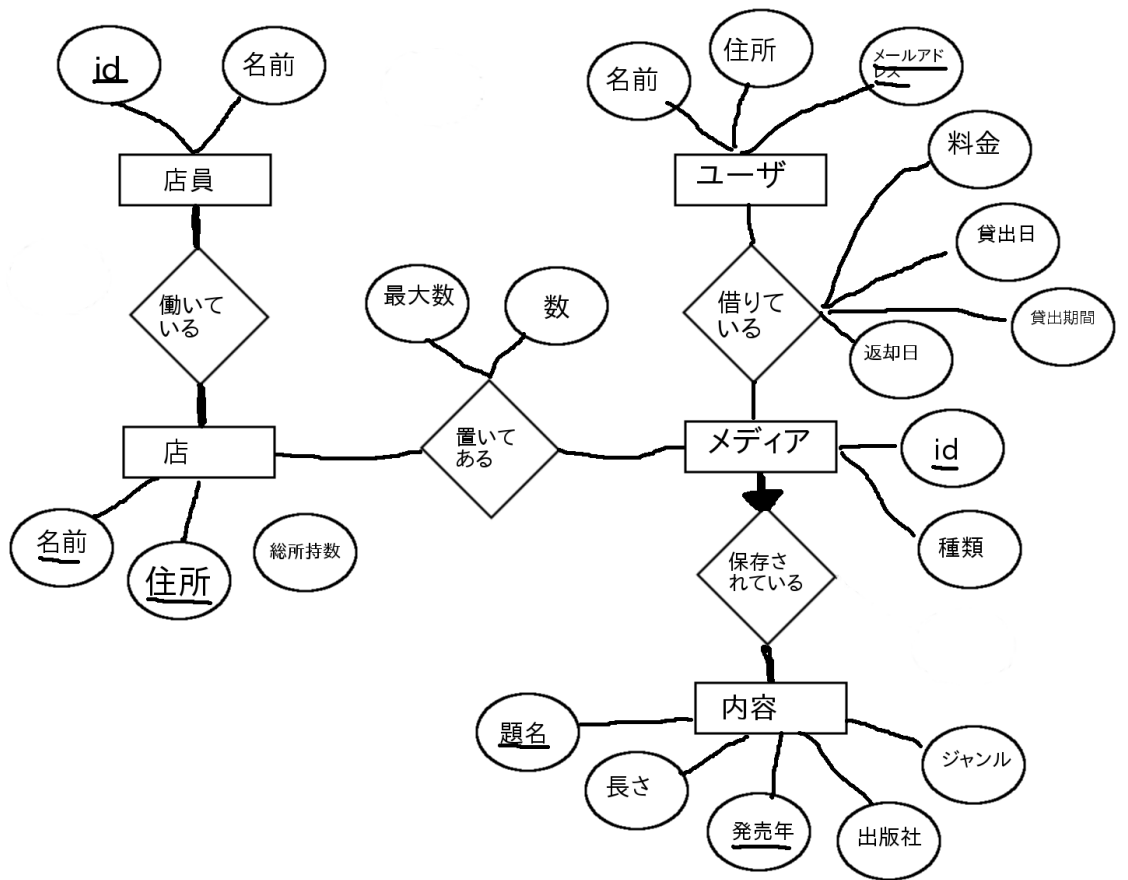 id
名前
店員
働いて
いる
店
名前
住所
総所持数
最大数
数
置いて
ある
名前
住所
メールアド
レス
ユーザ
借りて
いる
料金
貸出日
貸出期間
返却日
メディア
id
種類
保存さ
れている
内容
題名
長さ
発売年
出版社
ジャンル